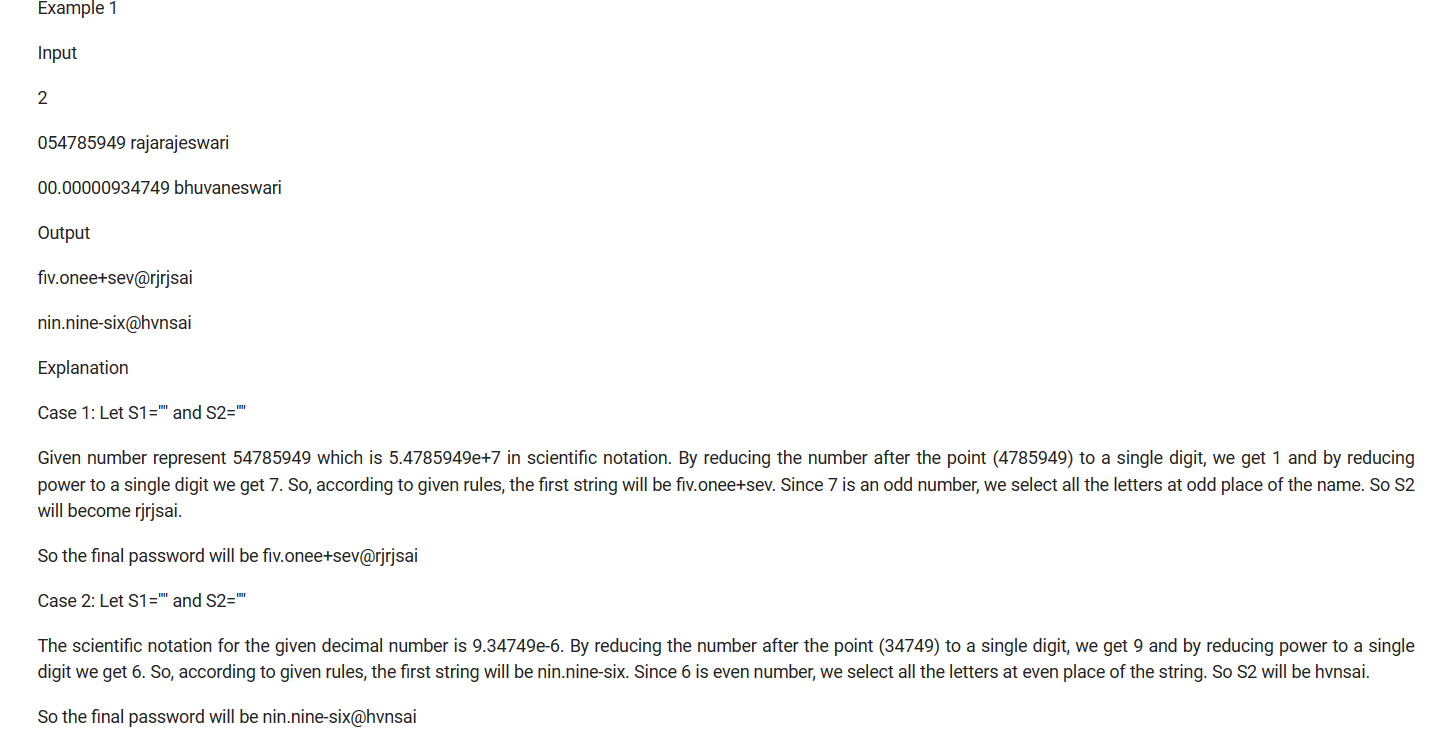 Example 1
Input
2
054785949 rajarajeswari
00.00000934749 bhuvaneswari
Output
fiv.onee+sev@rjrjsai
nin.nine-six@hvnsai
Explanation
Case 1: Let S1="" and S2=""
Given number represent 54785949 which is 5.4785949e+7 in scientific notation. By reducing the number after the point (4785949) to a single digit, we get 1 and by reducing
power to a single digit we get 7. So, according to given rules, the first string will be fiv.onee+sev. Since 7 is an odd number, we select all the letters at odd place of the name. So S2
will become rjrjsai.
So the final password will be fiv.onee+sev@rjrjsai
Case 2: Let S1="" and S2=""
The scientific notation for the given decimal number is 9.34749e-6. By reducing the number after the point (34749) to a single digit, we get 9 and by reducing power to a single
digit we get 6. So, according to given rules, the first string will be nin.nine-six. Since 6 is even number, we select all the letters at even place of the string. So S2 will be hvnsai.
So the final password will be nin.nine-six@hvnsai